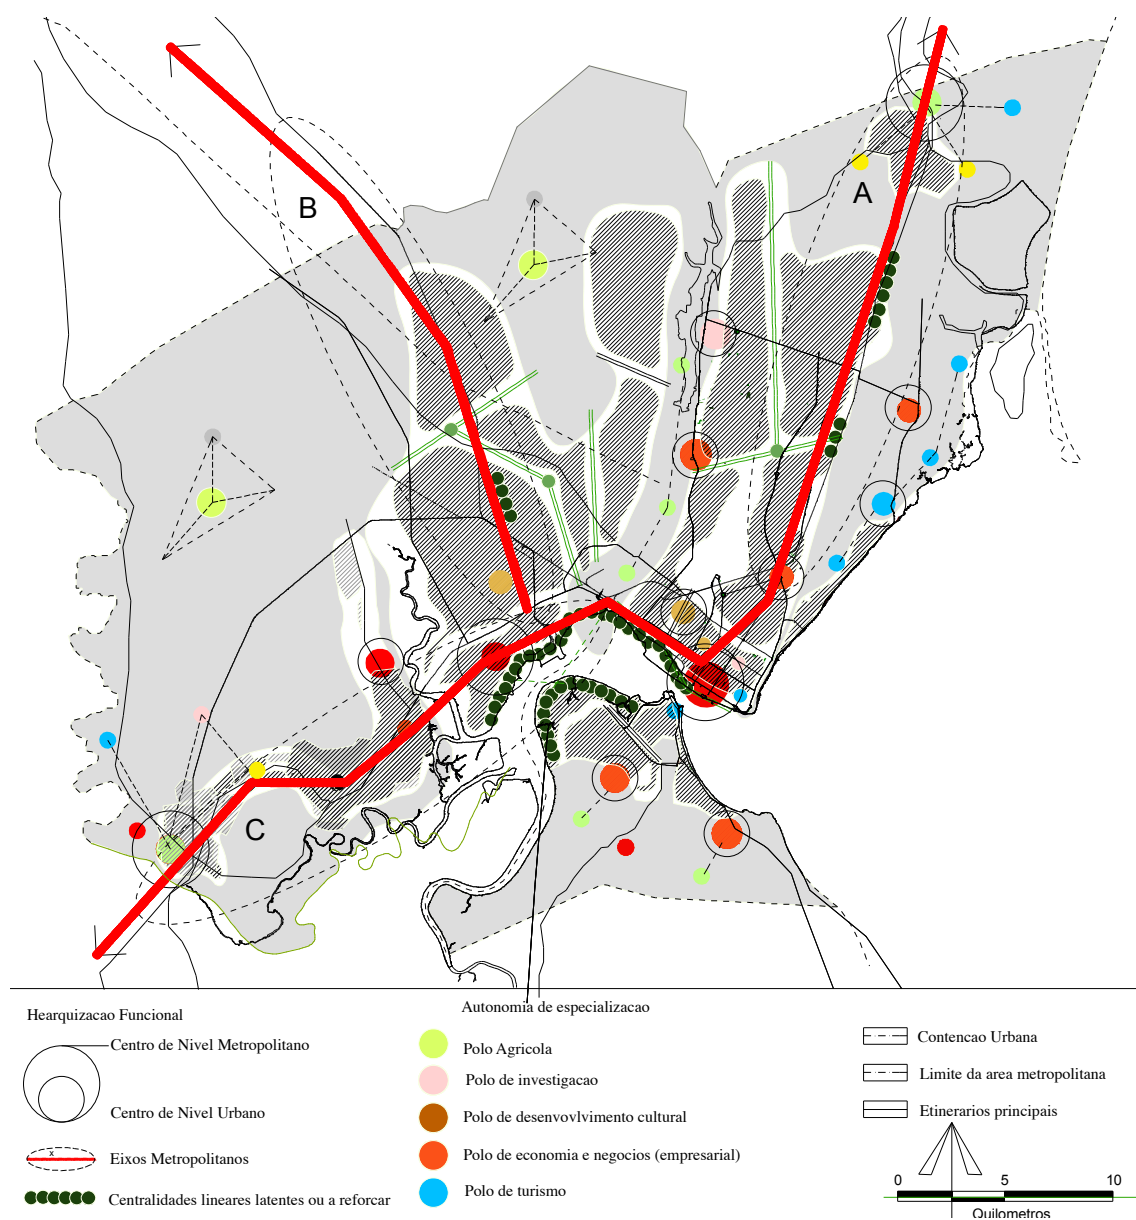 A
B
C
Hearquizacao Funcional
Centro de Nivel Metropolitano
Centro de Nivel Urbano
x
Eixos Metropolitanos
Centralidades lineares latentes ou a reforcar
Autonomia de especializacao
Polo Agricola
Polo de investigacao
Polo de desenvovlvimento cultural
Polo de economia e negocios (empresarial)
Polo de turismo
Contencao Urbana
Limite da area metropolitana
Etinerarios principais
0 5 10
Quilometros